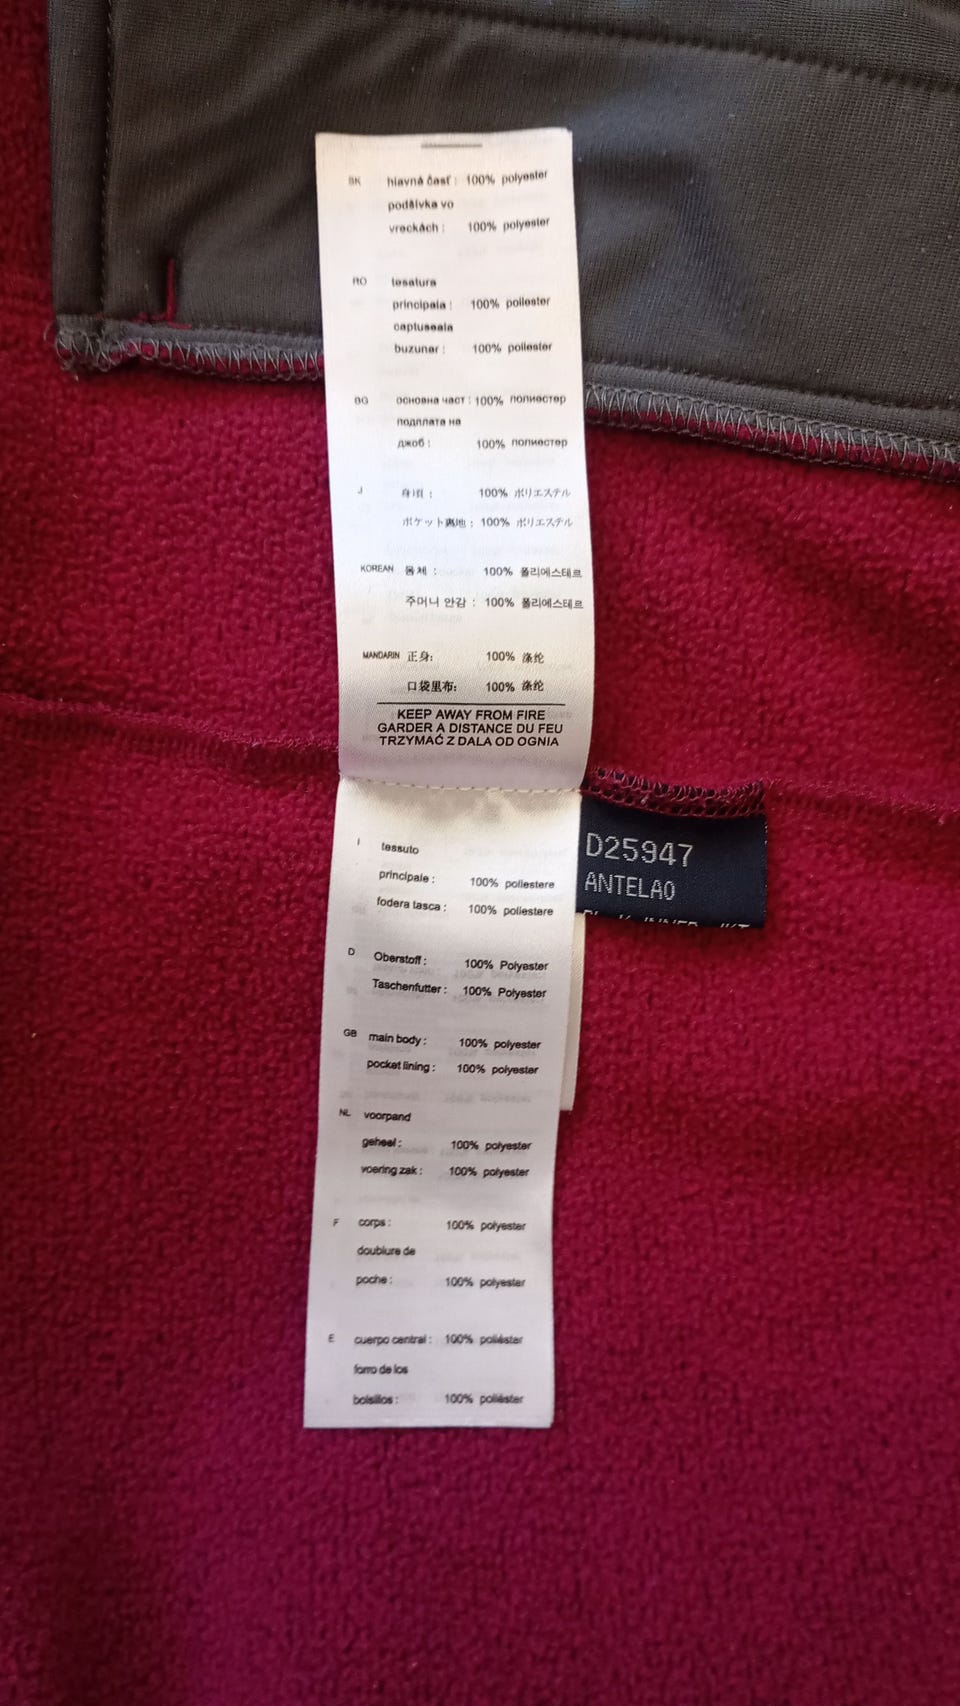 SK hlavná časť : 100% polyester
podšívka vo
vreckách : 100% polyester
RO tesatura
principala : 100% poliester
captuseala
buzunar : 100% poliester
BG основна част : 100% полиестер
подплата на
джоб : 100% полиестер
J 身頃 : 100% ポリエステル
ポケット裏地 : 100% ポリエステル
KOREAN 몸체 : 100% 폴리에스테르
주머니 안감 : 100% 폴리에스테르
MANDARIN 正身: 100% 涤纶
口袋里布: 100% 涤纶
KEEP AWAY FROM FIRE
GARDER A DISTANCE DU FEU
TRZYMAĆ Z DALA OD OGNIA
I tessuto
principale : 100% poliestere
fodera tasca : 100% poliestere
D Oberstoff : 100% Polyester
Taschenfutter : 100% Polyester
GB main body : 100% polyester
pocket lining : 100% polyester
NL voorpand
geheel : 100% polyester
voering zak : 100% polyester
F corps : 100% polyester
doublure de
poche : 100% polyester
E cuerpo central : 100% poliéster
forro de los
bolsillos : 100% poliéster
D25947
ANTELAO